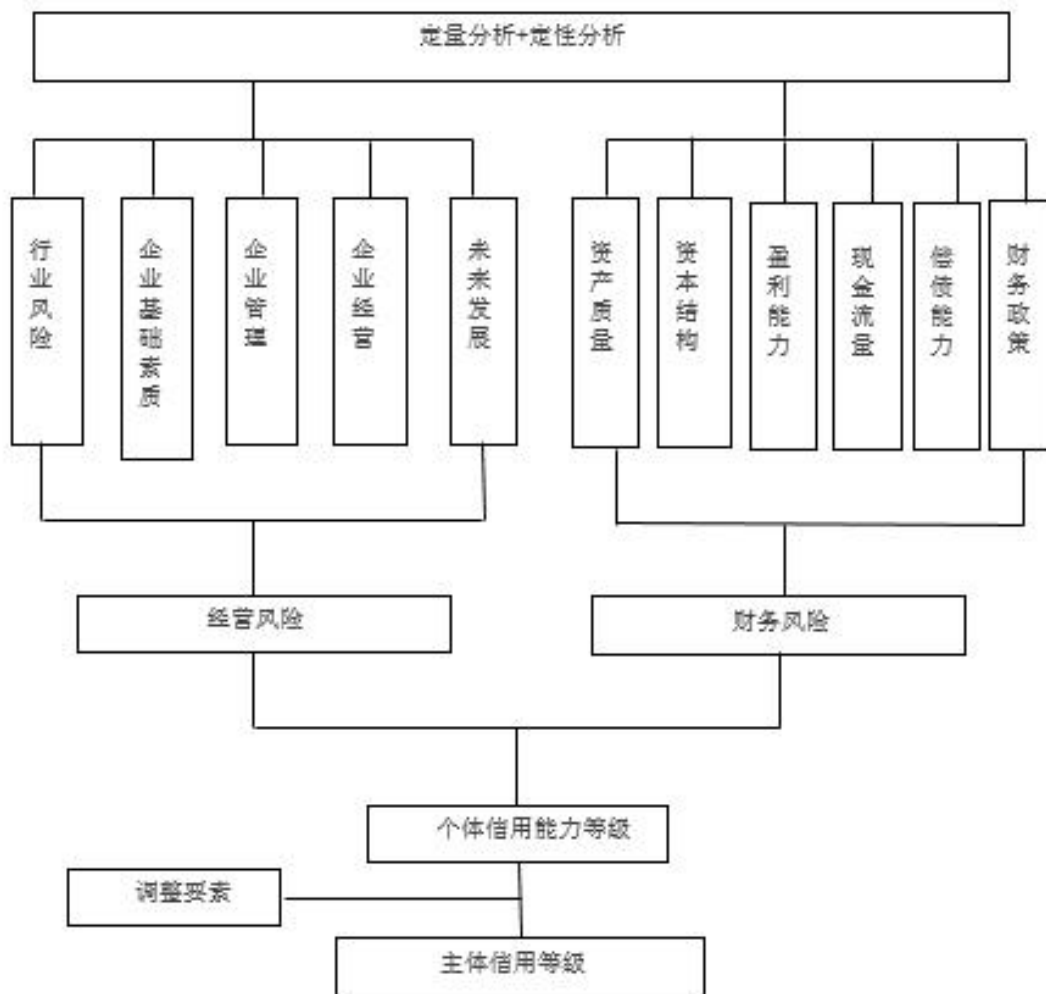 定量分析+定性分析
行业风险
企业基础素质
企业管理
企业经营
未来发展
资产质量
资本结构
盈利能力
现金流量
偿债能力
财务政策
经营风险
财务风险
个体信用能力等级
调整要素
主体信用等级